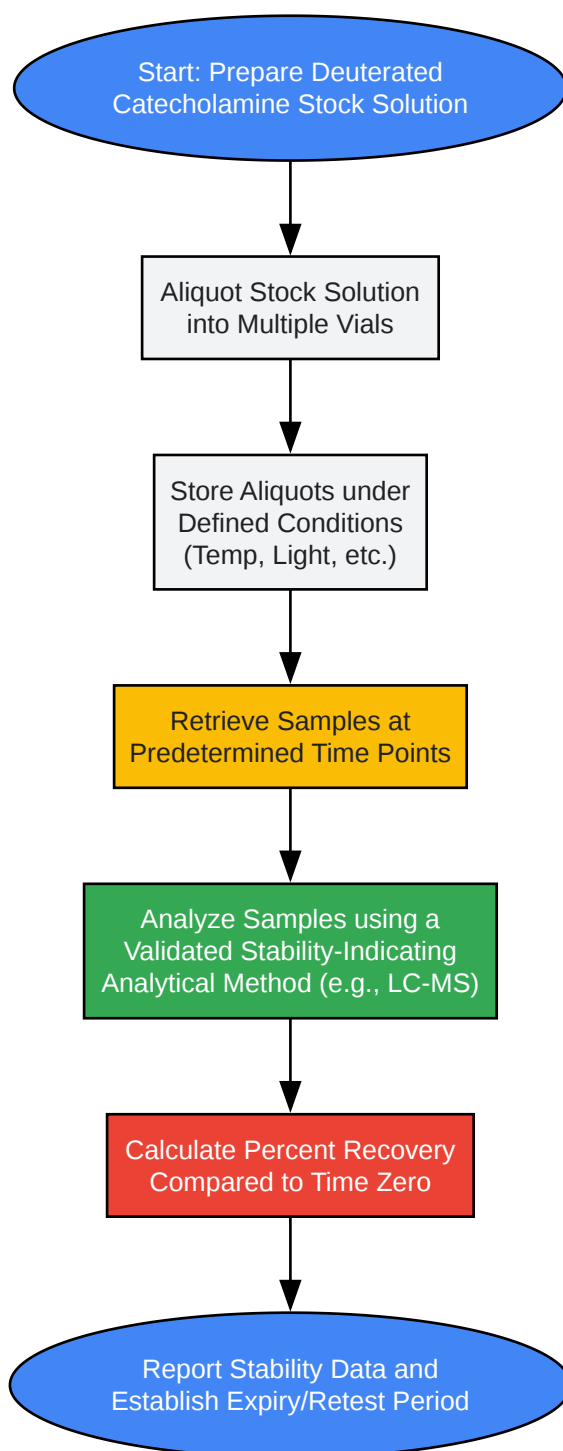 Start: Prepare Deuterated
Catecholamine Stock Solution
Aliquot Stock Solution
into Multiple Vials
Store Aliquots under
Defined Conditions
(Temp, Light, etc.)
Retrieve Samples at
Predetermined Time Points
Analyze Samples using a
Validated Stability-Indicating
Analytical Method (e.g., LC-MS)
Calculate Percent Recovery
Compared to Time Zero
Report Stability Data and
Establish Expiry/Retest Period